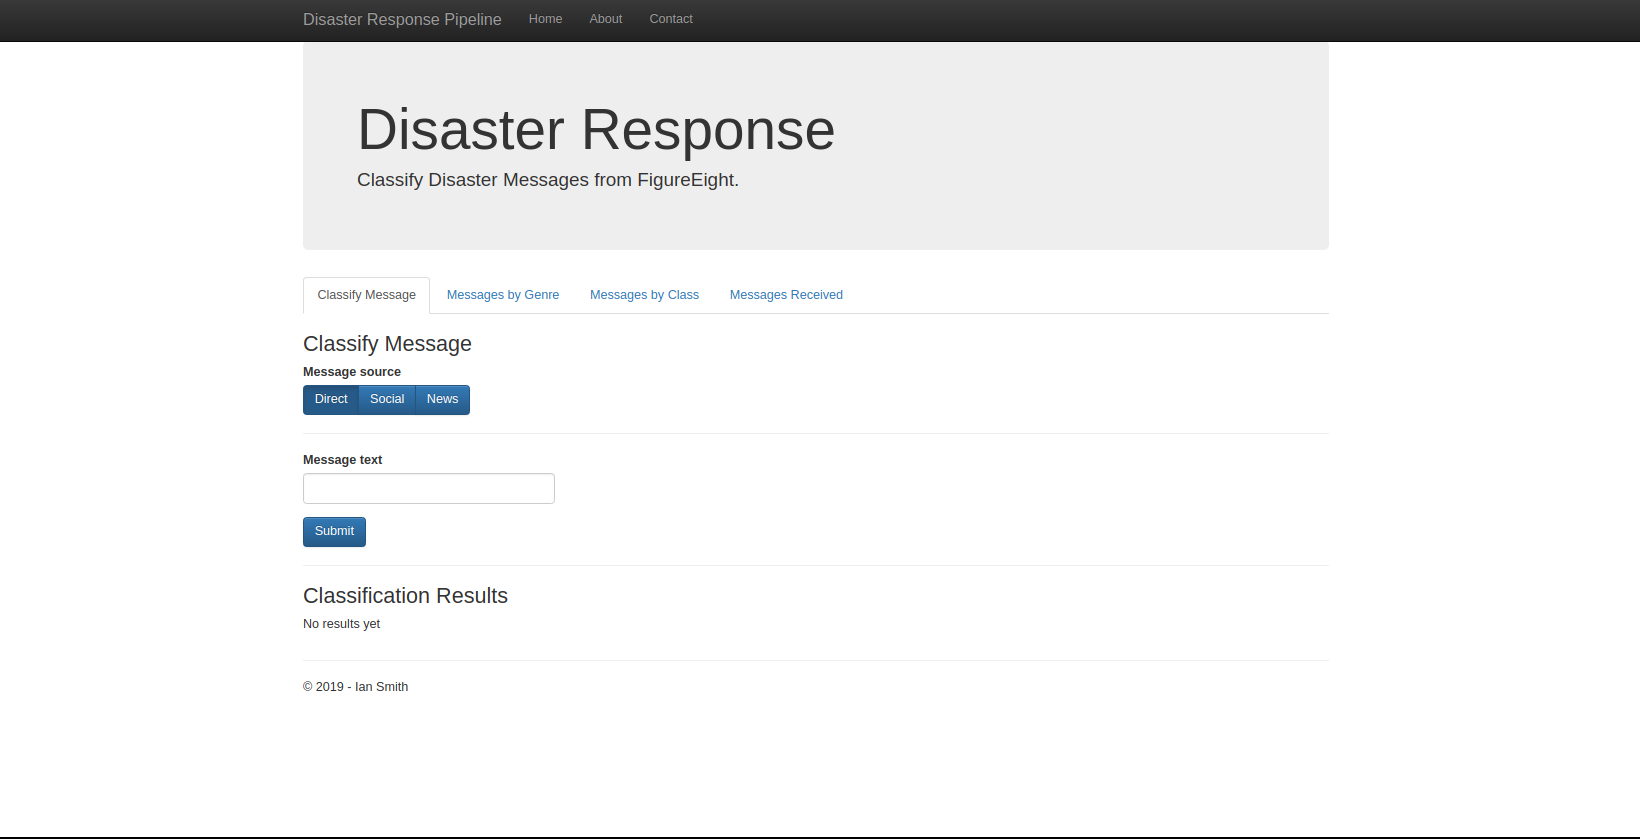 Disaster Response Pipeline Home About Contact
Disaster Response
Classify Disaster Messages from FigureEight.
Classify Message Messages by Genre Messages by Class Messages Received
Classify Message
Message source
Direct Social News
Message text
Submit
Classification Results
No results yet
© 2019 - Ian Smith